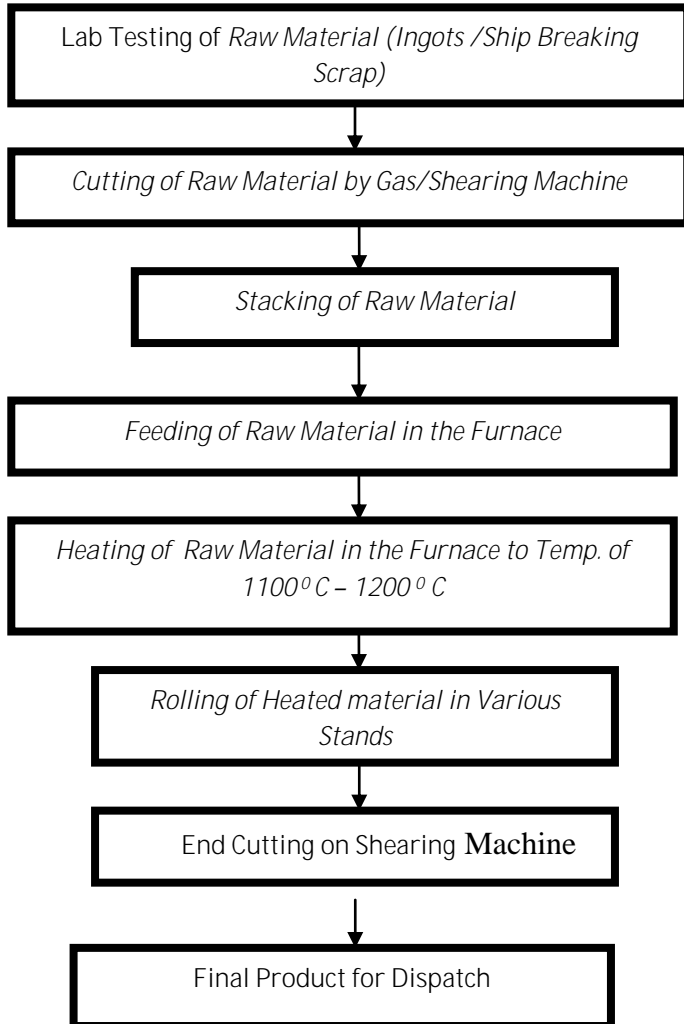 Lab Testing of Raw Material (Ingots /Ship Breaking
Scrap)
Cutting of Raw Material by Gas/Shearing Machine
Stacking of Raw Material
Feeding of Raw Material in the Furnace
Heating of Raw Material in the Furnace to Temp. of
1100⁰ C – 1200 ⁰ C
Rolling of Heated material in Various
Stands
End Cutting on Shearing Machine
Final Product for Dispatch